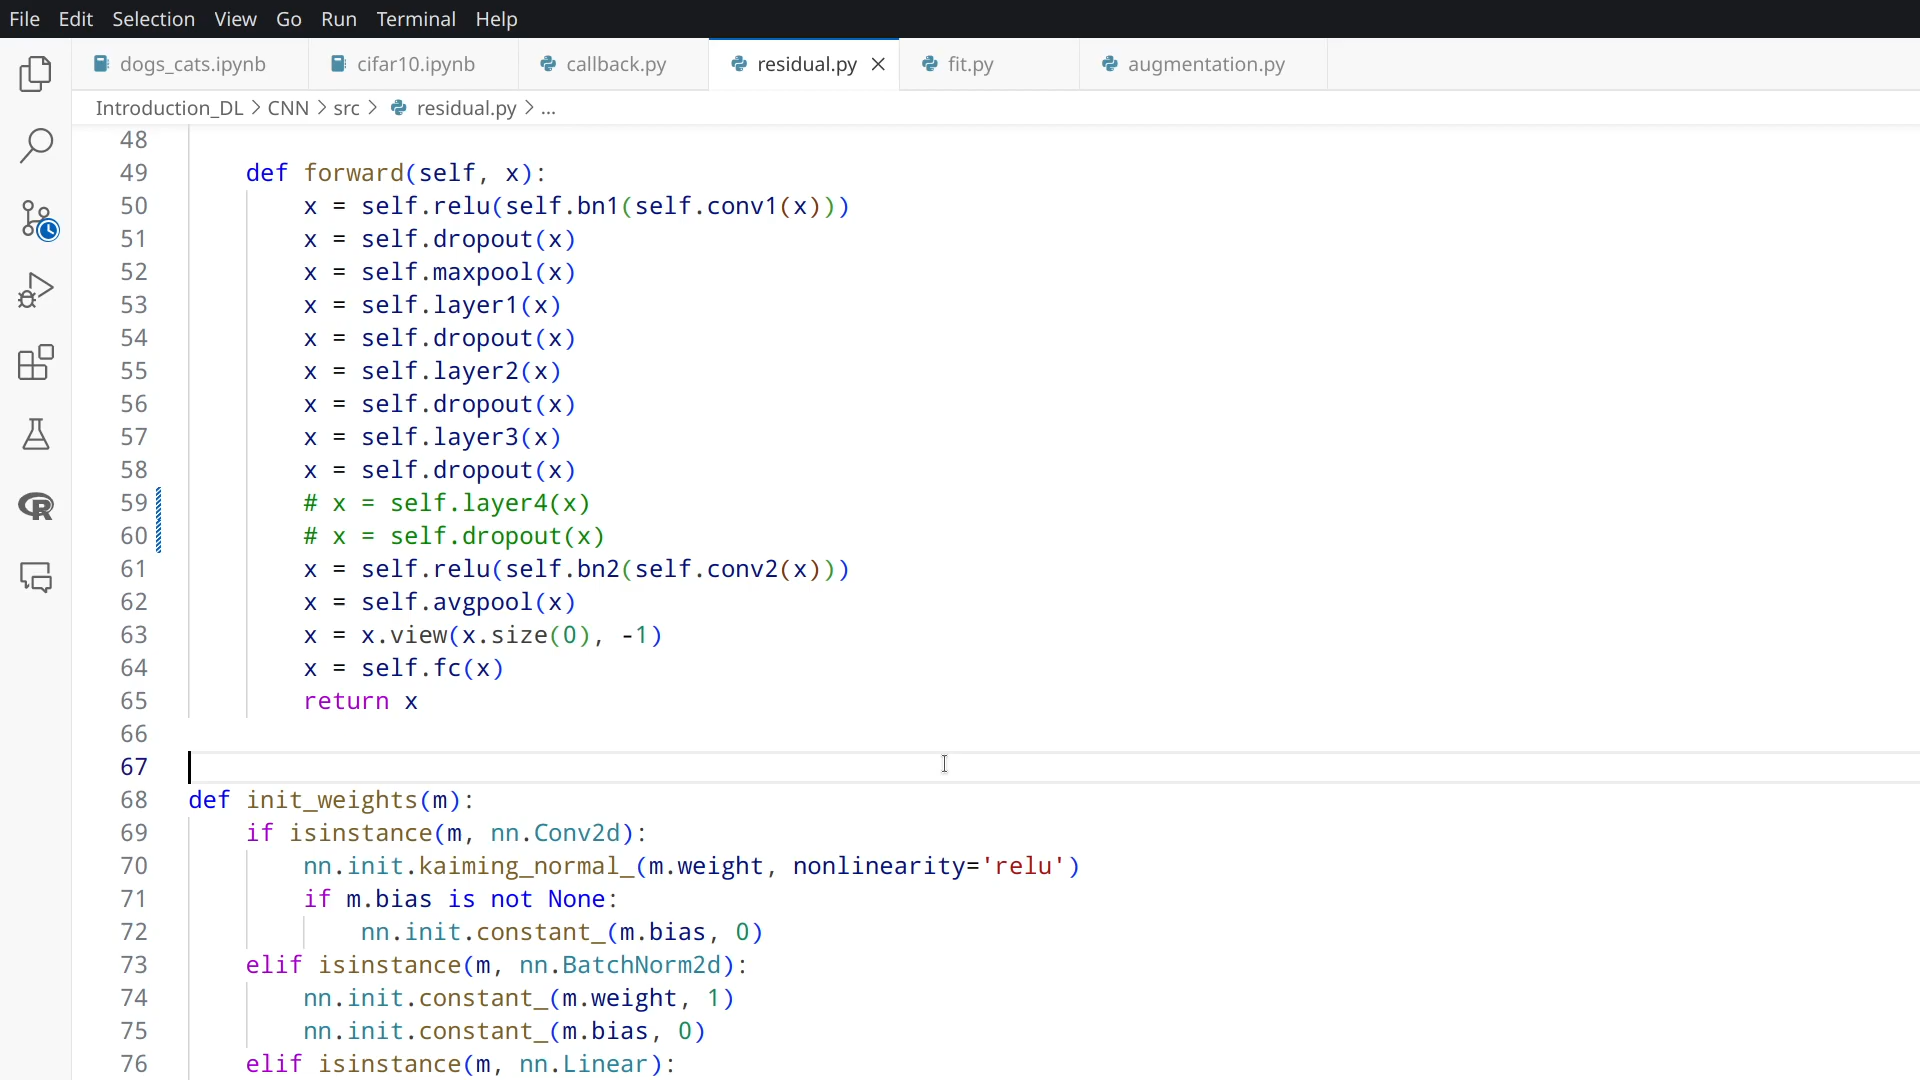 File Edit Selection View Go Run Terminal Help
dogs_cats.ipynb cifar10.ipynb callback.py residual.py fit.py augmentation.py
Introduction_DL > CNN > src > residual.py > ...
48
49 def forward(self, x):
50 x = self.relu(self.bn1(self.conv1(x)))
51 x = self.dropout(x)
52 x = self.maxpool(x)
53 x = self.layer1(x)
54 x = self.dropout(x)
55 x = self.layer2(x)
56 x = self.dropout(x)
57 x = self.layer3(x)
58 x = self.dropout(x)
59 # x = self.layer4(x)
60 # x = self.dropout(x)
61 x = self.relu(self.bn2(self.conv2(x)))
62 x = self.avgpool(x)
63 x = x.view(x.size(0), -1)
64 x = self.fc(x)
65 return x
66
67
68 def init_weights(m):
69 if isinstance(m, nn.Conv2d):
70 nn.init.kaiming_normal_(m.weight, nonlinearity='relu')
71 if m.bias is not None:
72 nn.init.constant_(m.bias, 0)
73 elif isinstance(m, nn.BatchNorm2d):
74 nn.init.constant_(m.weight, 1)
75 nn.init.constant_(m.bias, 0)
76 elif isinstance(m, nn.Linear):